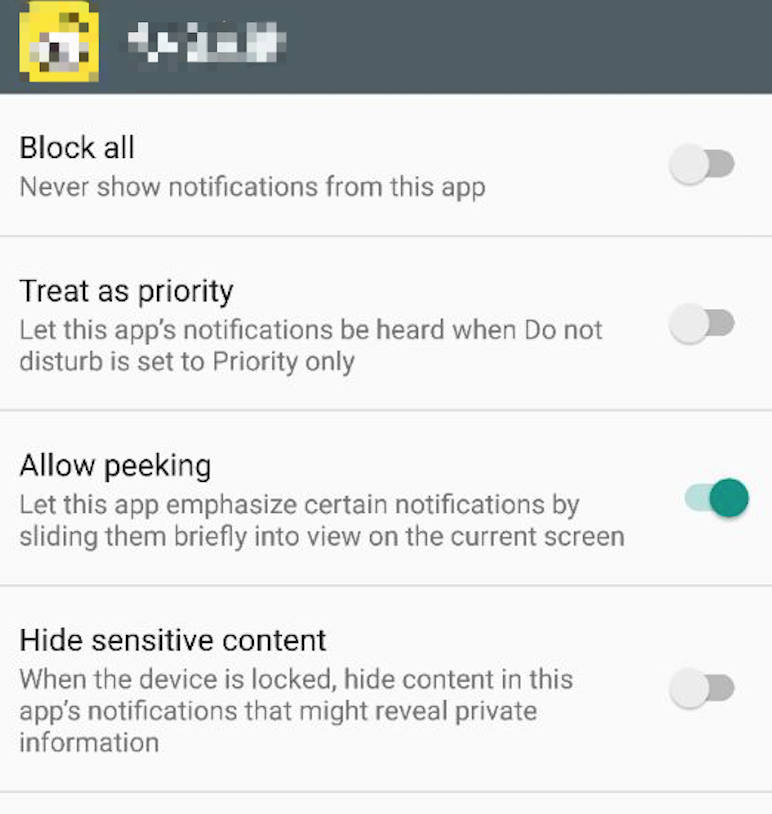 Block all
Never show notifications from this app
Treat as priority
Let this app's notifications be heard when Do not
disturb is set to Priority only
Allow peeking
Let this app emphasize certain notifications by
sliding them briefly into view on the current screen
Hide sensitive content
When the device is locked, hide content in this
app's notifications that might reveal private
information